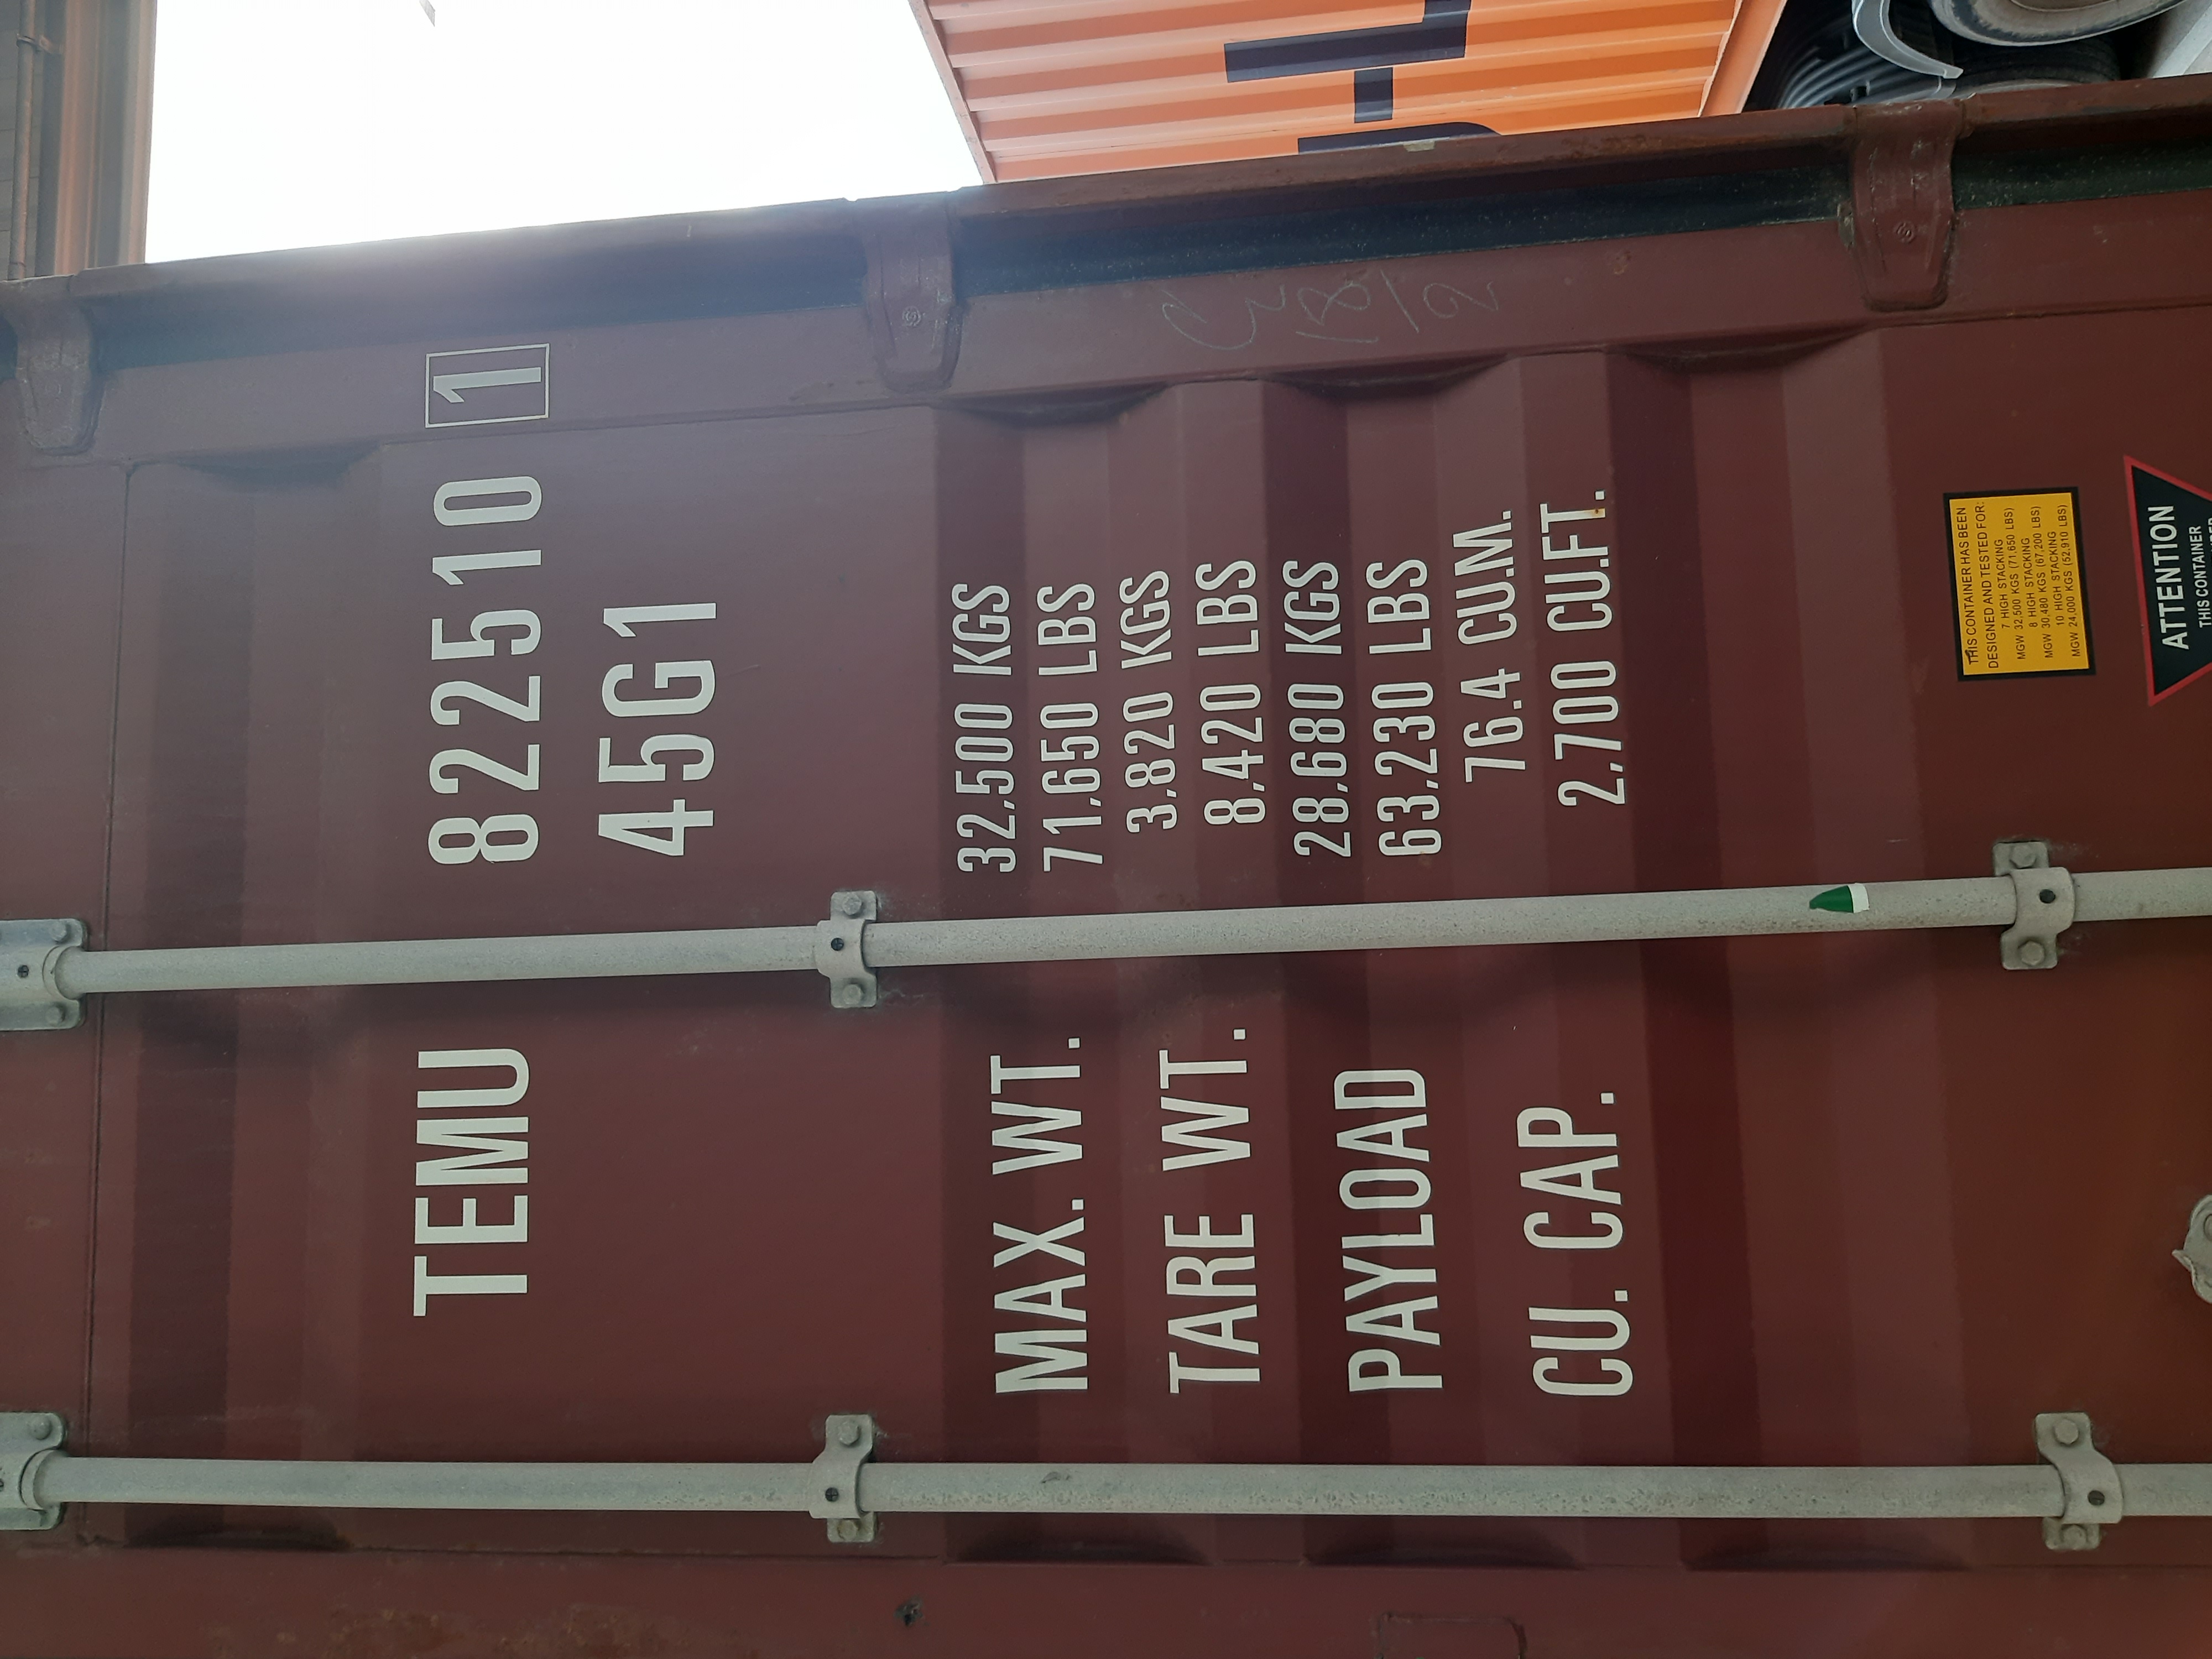 TEMU 822510 1
45G1
MAX. WT. 32,500 KGS
71,650 LBS
TARE WT. 3,820 KGS
8,420 LBS
PAYLOAD 28,680 KGS
63,230 LBS
CU. CAP. 76.4 CU.M.
2,700 CU.FT.
THIS CONTAINER HAS BEEN
DESIGNED AND TESTED FOR:
7 HIGH STACKING
MGW 32,500 KGS (71,650 LBS)
8 HIGH STACKING
MGW 30,480 KGS (67,200 LBS)
10 HIGH STACKING
MGW 24,000 KGS (52,910 LBS)
ATTENTION
THIS CONTAINER